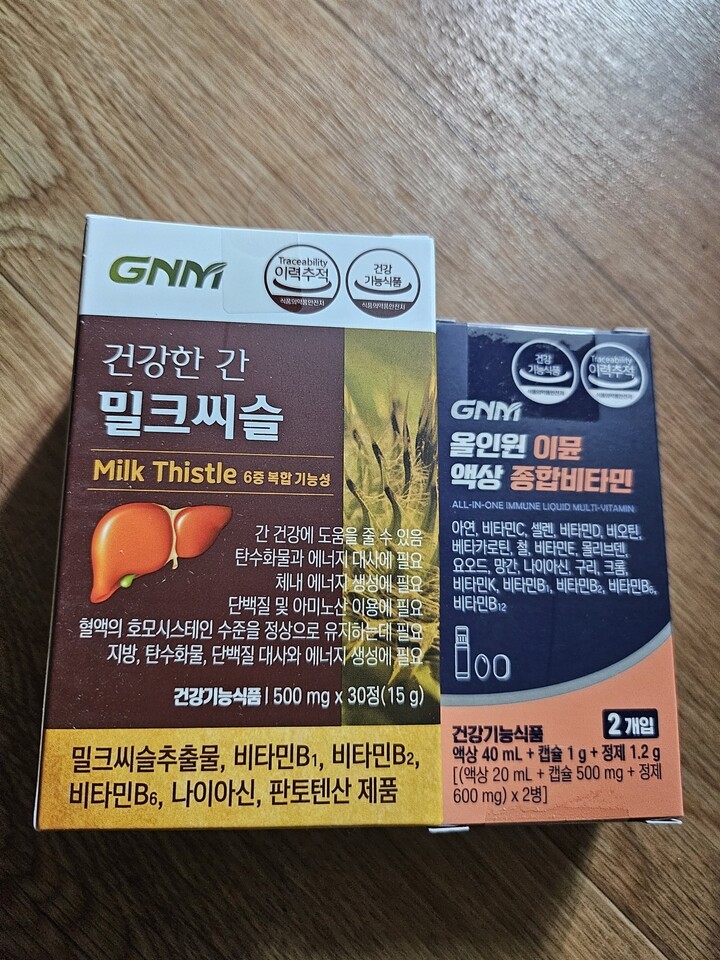 GNM
Traceability
이력추적
식품의약품안전처
건강
기능식품
식품의약품안전처
건강한 간
밀크씨슬
Milk Thistle 6중 복합 기능성
간 건강에 도움을 줄 수 있음
탄수화물과 에너지 대사에 필요
체내 에너지 생성에 필요
단백질 및 아미노산 이용에 필요
혈액의 호모시스테인 수준을 정상으로 유지하는데 필요
지방, 탄수화물, 단백질 대사와 에너지 생성에 필요
건강기능식품 | 500 mg x 30정(15 g)
밀크씨슬추출물, 비타민B1, 비타민B2,
비타민B6, 나이아신, 판토텐산 제품
건강
기능식품
식품의약품안전처
Traceability
이력추적
식품의약품안전처
GNM
올인원 이뮨
액상 종합비타민
ALL-IN-ONE IMMUNE LIQUID MULTI-VITAMIN
아연, 비타민C, 셀렌, 비타민D, 비오틴,
베타카로틴, 철, 비타민E, 몰리브덴,
요오드, 망간, 나이아신, 구리, 크롬,
비타민K, 비타민B1, 비타민B2, 비타민B6,
비타민B12
2 개입
건강기능식품
액상 40 mL + 캡슐 1 g + 정제 1.2 g
[(액상 20 mL + 캡슐 500 mg + 정제
600 mg) x 2병]